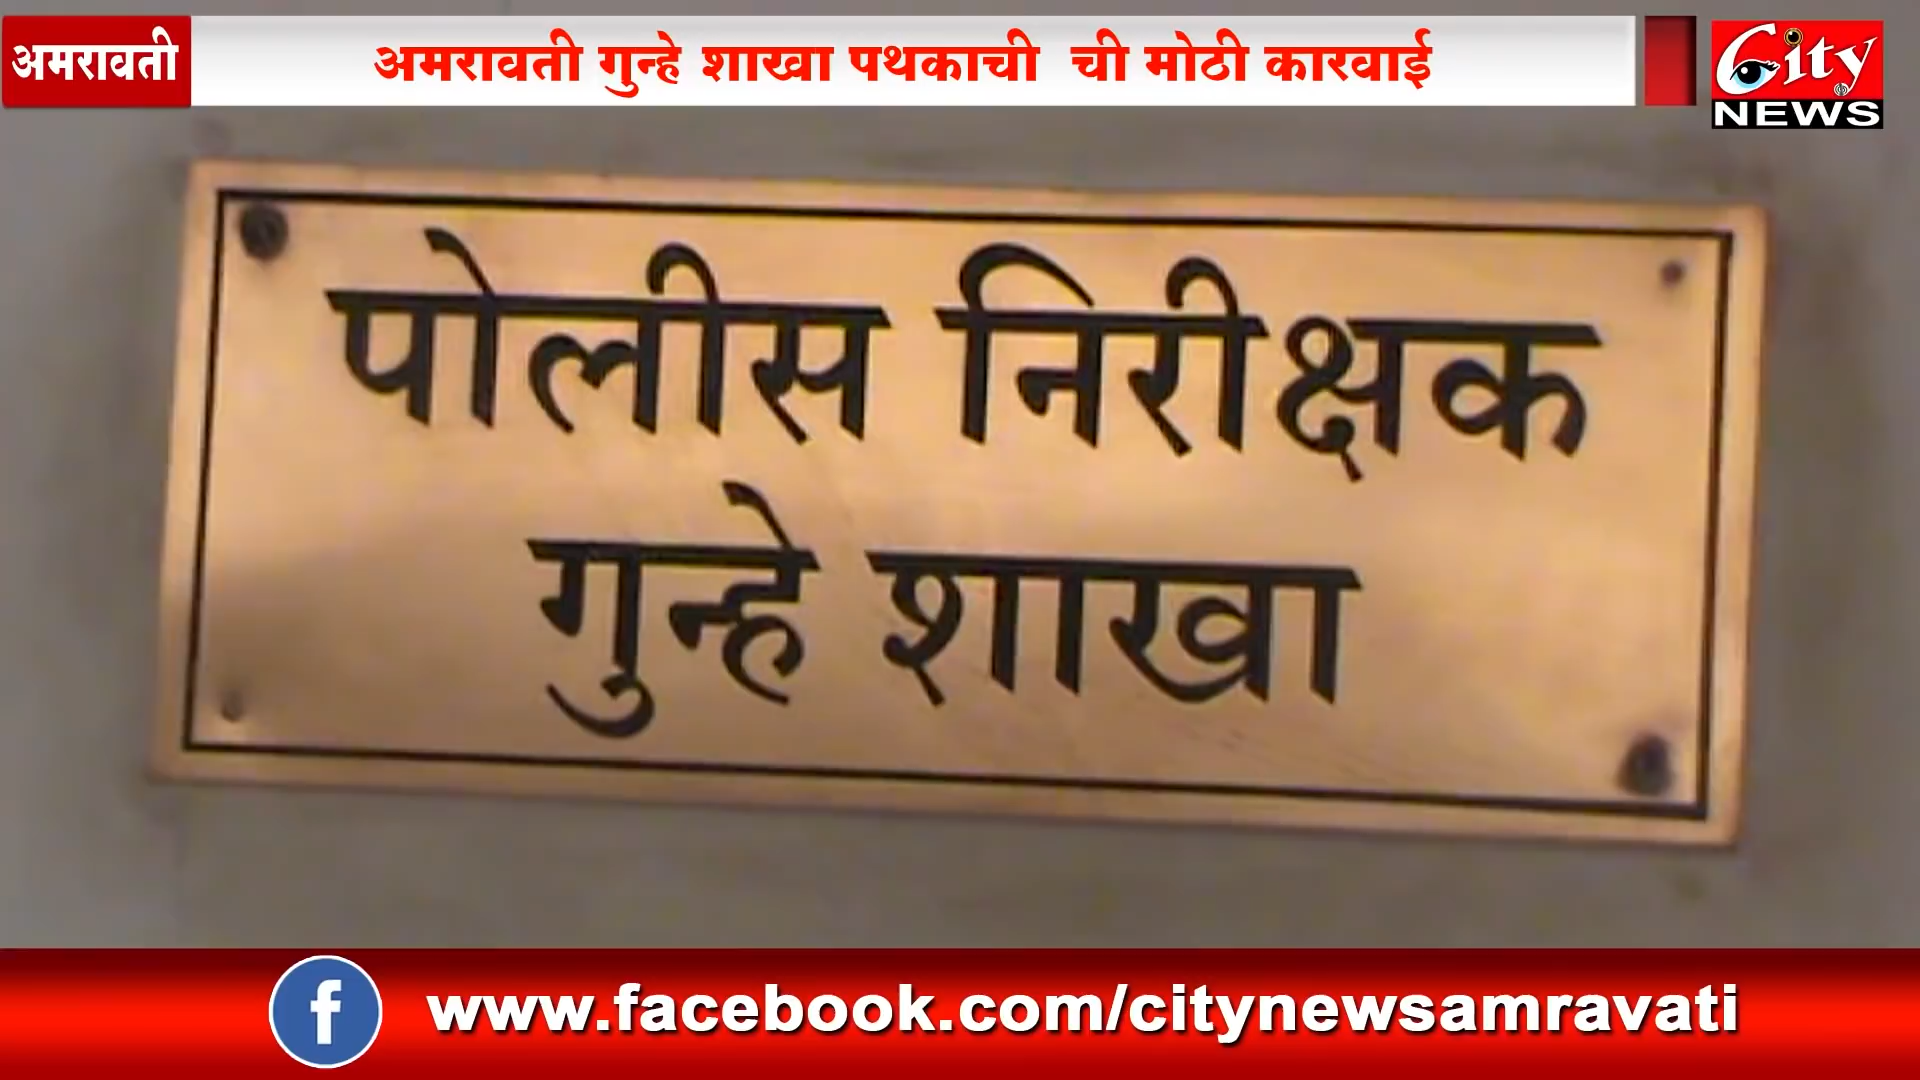 अमरावती
अमरावती गुन्हे शाखा पथकाची ची मोठी कारवाई
City
NEWS
पोलीस निरीक्षक
गुन्हे शाखा
f www.facebook.com/citynewsamravati